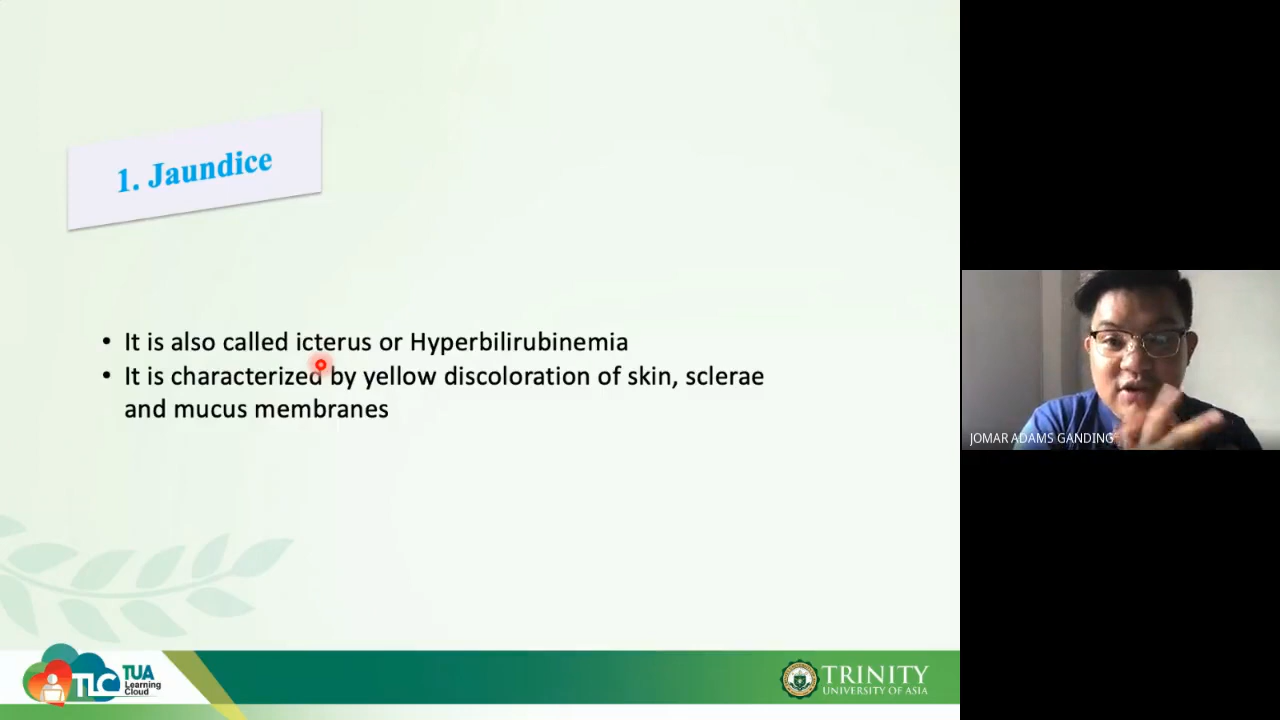 1. Jaundice
• It is also called icterus or Hyperbilirubinemia
• It is characterized by yellow discoloration of skin, sclerae
and mucus membranes
JOMAR ADAMS GANDING
TLC
TUA
Learning
Cloud
TRINITY
UNIVERSITY OF ASIA